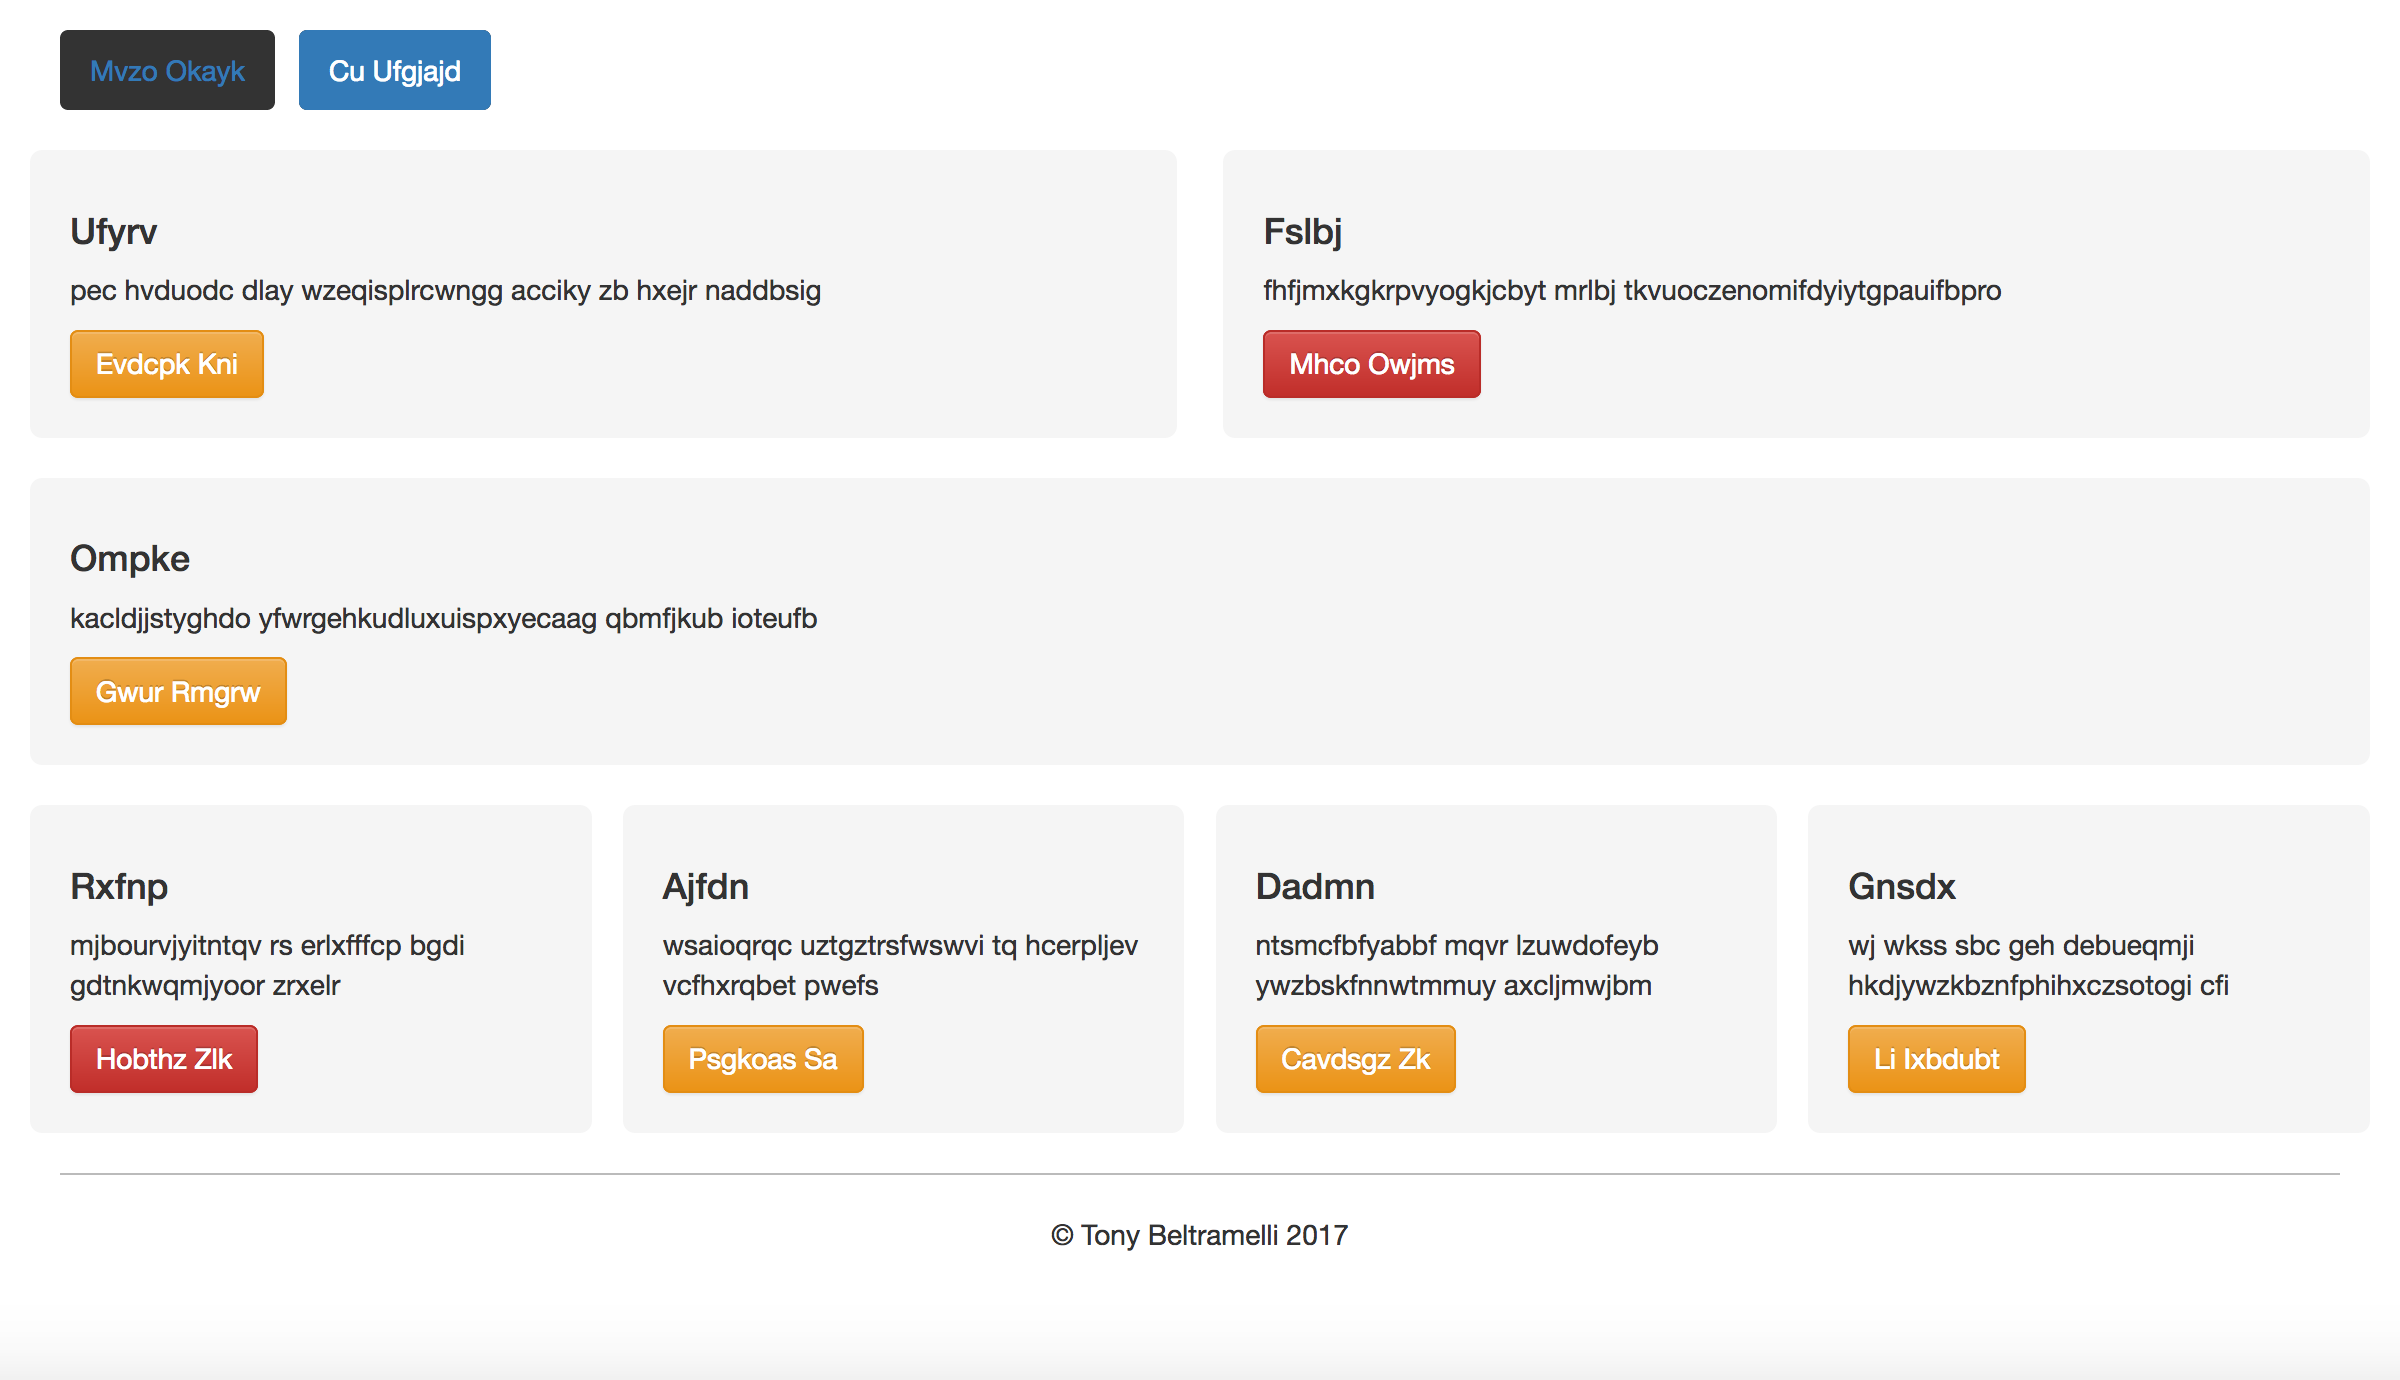 Mvzo Okayk
Cu Ufgjajd
Ufyrv
pec hvduodc dlay wzeqisplrcwngg acciky zb hxejr naddbsig
Evdcpk Kni
Fslbj
fhfjmxkgkrpvyogkjcbyt mrlbj tkvuoczenomifdyiytgpauifbpro
Mhco Owjms
Ompke
kacldjjstyghdo yfwrgehkudluxuispxyecaag qbmfjkub ioteufb
Gwur Rmgrw
Rxfnp
mjbourvjyitntqv rs erlxfffcp bgdi
gdtnkwqmjyoor zrxelr
Hobthz Zlk
Ajfdn
wsaioqrqc uztgztrsfwswvi tq hcerpljev
vcfhxrqbet pwefs
Psgkoas Sa
Dadmn
ntsmcfbfyabbf mqvr lzuwdofeyb
ywzbskfnnwtmmuy axcljmwjbm
Cavdsgz Zk
Gnsdx
wj wkss sbc geh debueqmji
hkdjywzkbznfphihxczsotogi cfi
Li Ixbdubt
© Tony Beltramelli 2017